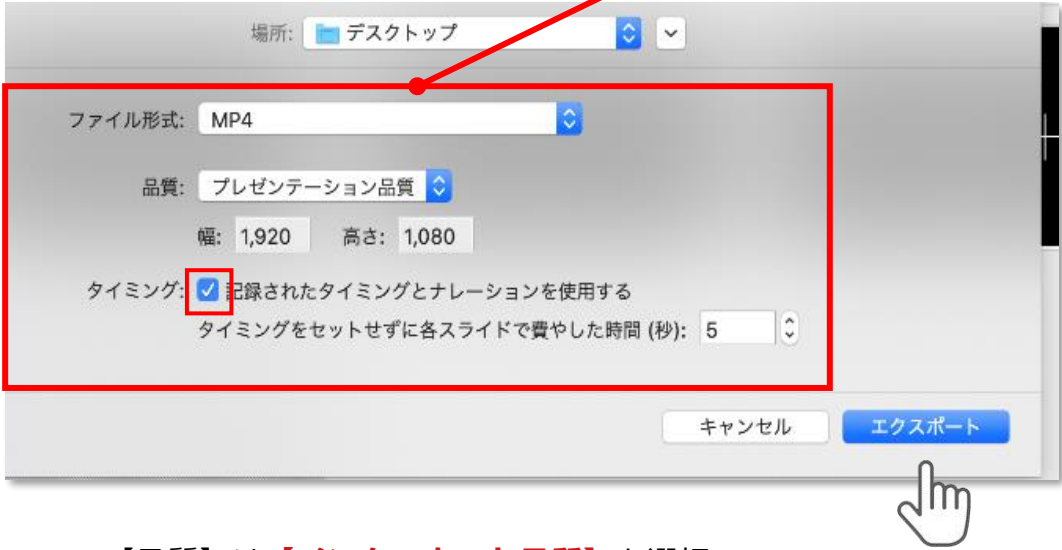 場所: デスクトップ
ファイル形式: MP4
品質: プレゼンテーション品質
幅: 1,920 高さ: 1,080
タイミング: 記録されたタイミングとナレーションを使用する
タイミングをセットせずに各スライドで費やした時間 (秒): 5
キャンセル エクスポート